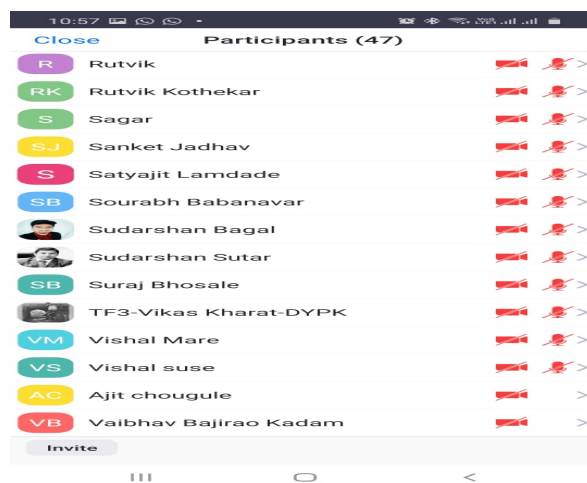 10:57
Close Participants (47)
R Rutvik
RK Rutvik Kothekar
S Sagar
SJ Sanket Jadhav
S Satyajit Lamdade
SB Sourabh Babanavar
Sudarshan Bagal
Sudarshan Sutar
SB Suraj Bhosale
TF3-Vikas Kharat-DYPK
VM Vishal Mare
VS Vishal suse
AC Ajit chougule
VB Vaibhav Bajirao Kadam
Invite